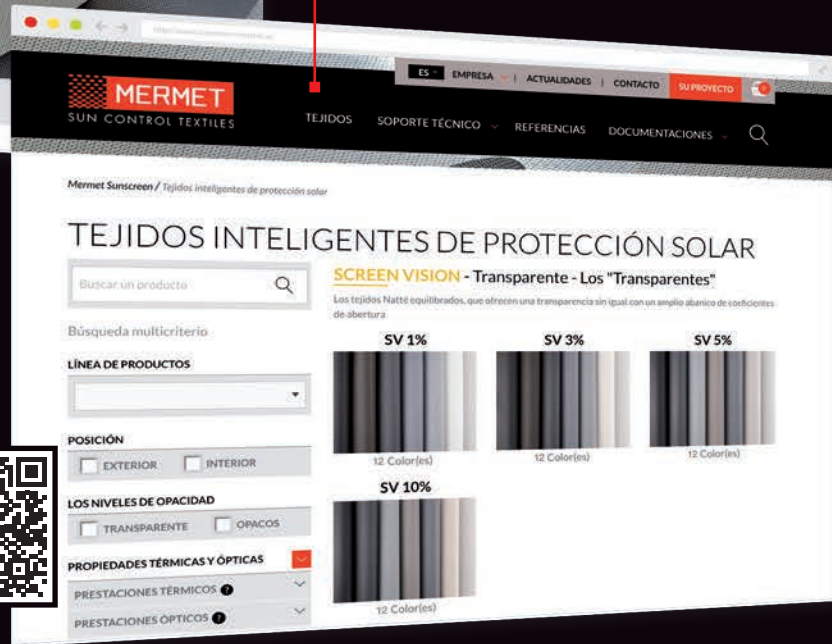 ES EMPRESA | ACTUALIDADES | CONTACTO SU PROYECTO
MERMET
SUN CONTROL TEXTILES
TEJIDOS SOPORTE TÉCNICO REFERENCIAS DOCUMENTACIONES
Mermet Sunscreen / Tejidos inteligentes de protección solar
TEJIDOS INTELIGENTES DE PROTECCIÓN SOLAR
Buscar un producto
Búsqueda multicriterio
LÍNEA DE PRODUCTOS
POSICIÓN
EXTERIOR INTERIOR
LOS NIVELES DE OPACIDAD
TRANSPARENTE OPACOS
PROPIEDADES TÉRMICAS Y ÓPTICAS
PRESTACIONES TÉRMICOS ?
PRESTACIONES ÓPTICOS ?
SCREEN VISION - Transparente - Los "Transparentes"
Los tejidos Natté equilibrados, que ofrecen una transparencia sin igual con un amplio abanico de coeficientes
de abertura
SV 1% SV 3% SV 5%
12 Color(es) 12 Color(es) 12 Color(es)
SV 10%
12 Color(es)